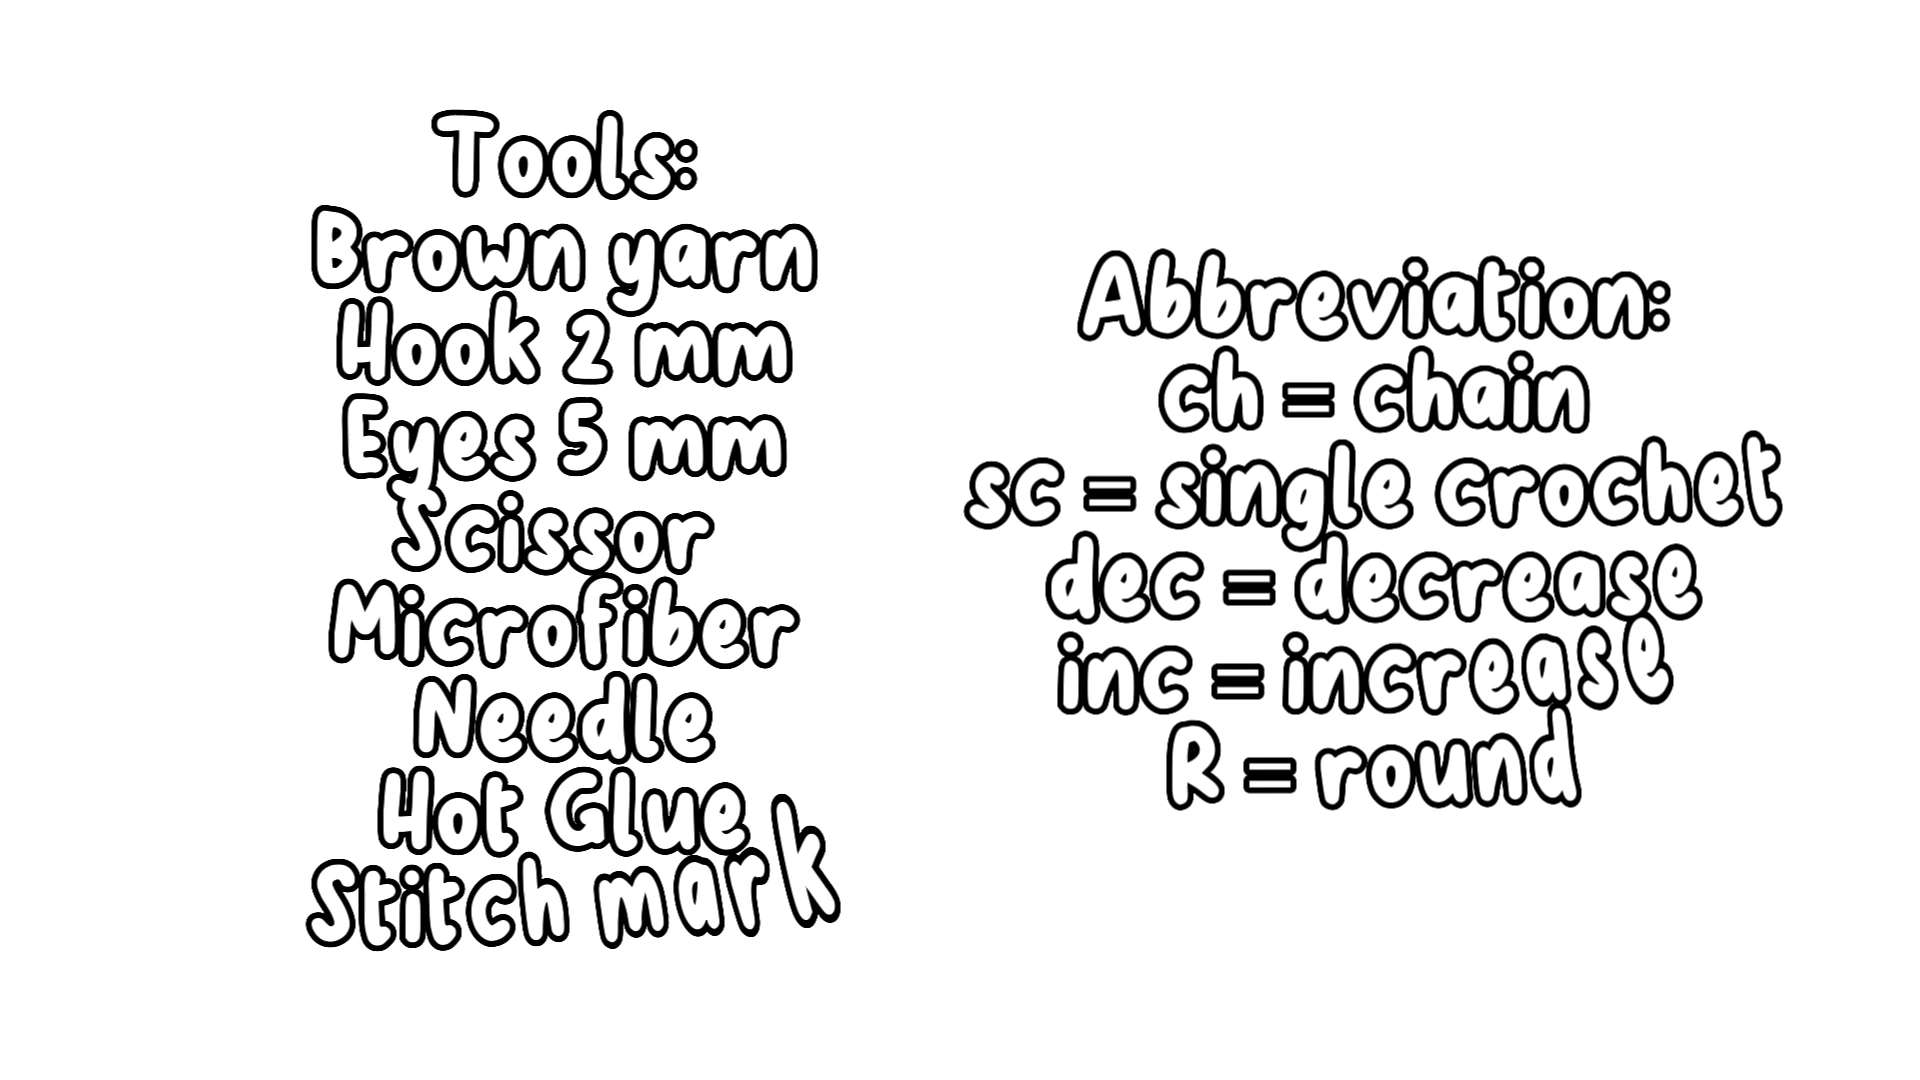 Tools:
Brown yarn
Hook 2 mm
Eyes 5 mm
Scissor
Microfiber
Needle
Hot Glue
Stitch mark
Abbreviation:
ch = chain
sc = single crochet
dec = decrease
inc = increase
R = round